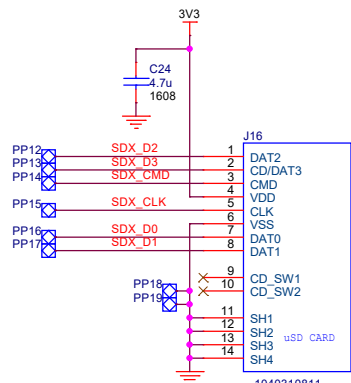 3V3
C24
4.7u
1608
J16
PP12 SDX_D2 1 DAT2
PP13 SDX_D3 2 CD/DAT3
PP14 SDX_CMD 3 CMD
4 VDD
PP15 SDX_CLK 5 CLK
6 VSS
PP16 SDX_D0 7 DAT0
PP17 SDX_D1 8 DAT1
9 CD_SW1
PP18 10 CD_SW2
PP19
11 SH1
12 SH2
13 SH3 uSD CARD
14 SH4